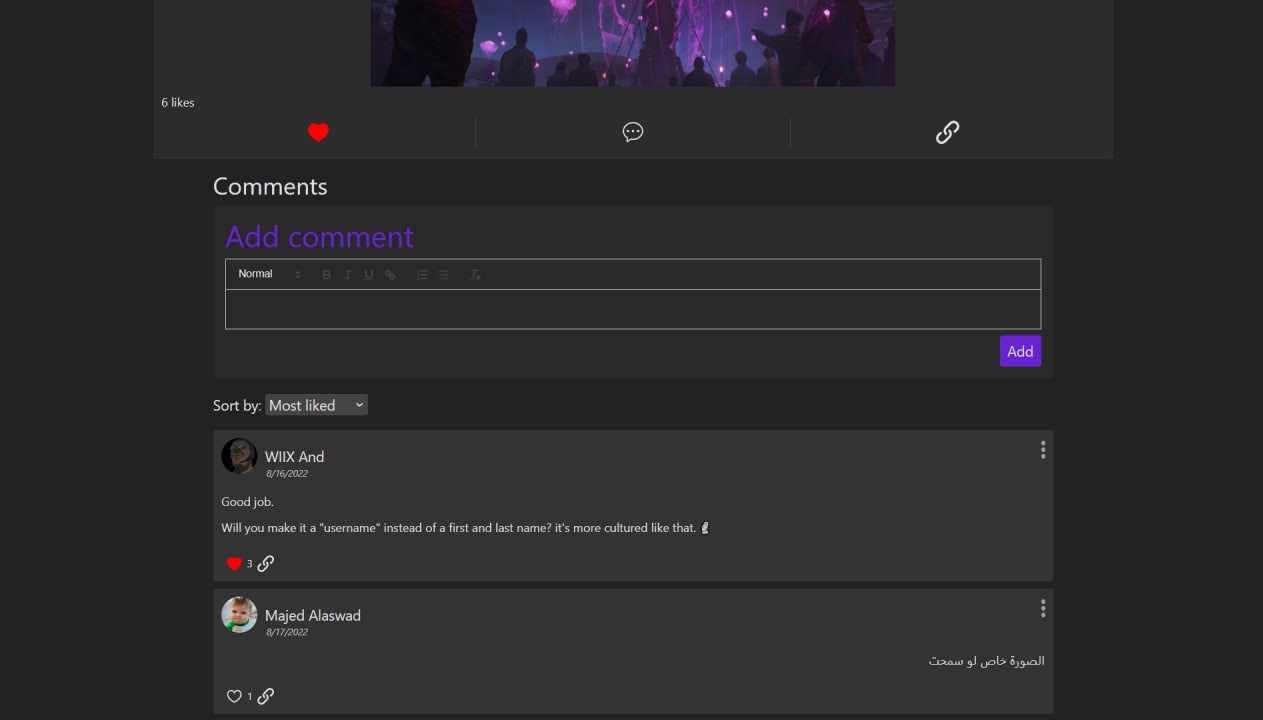 6 likes
Comments
Add comment
Normal
Add
Sort by: Most liked
WIIX And
8/16/2022
Good job.
Will you make it a "username" instead of a first and last name? it's more cultured like that. 🗿
3
Majed Alaswad
8/17/2022
الصورة خاص لو سمحت
1